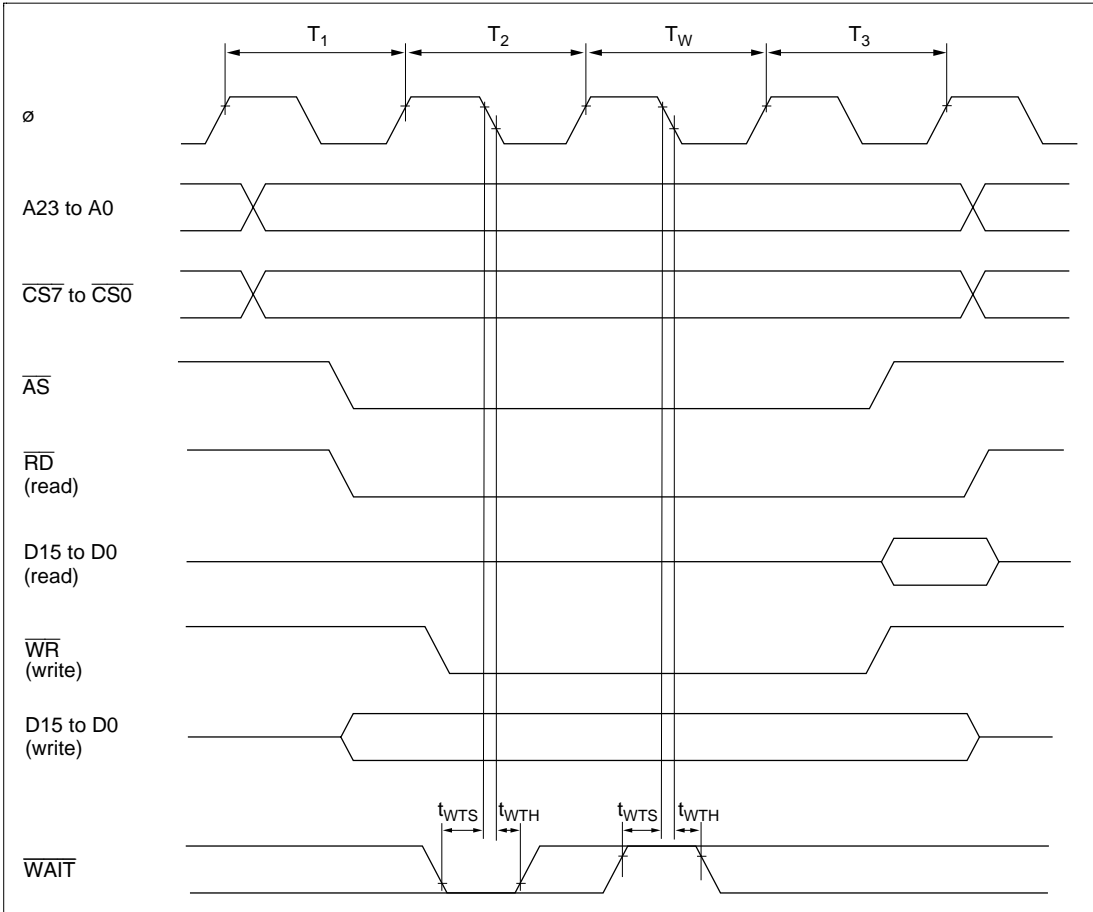 T1 T2 TW T3
ø
A23 to A0
CS7 to CS0
AS
RD
(read)
D15 to D0
(read)
WR
(write)
D15 to D0
(write)
tWTS tWTH tWTS tWTH
WAIT